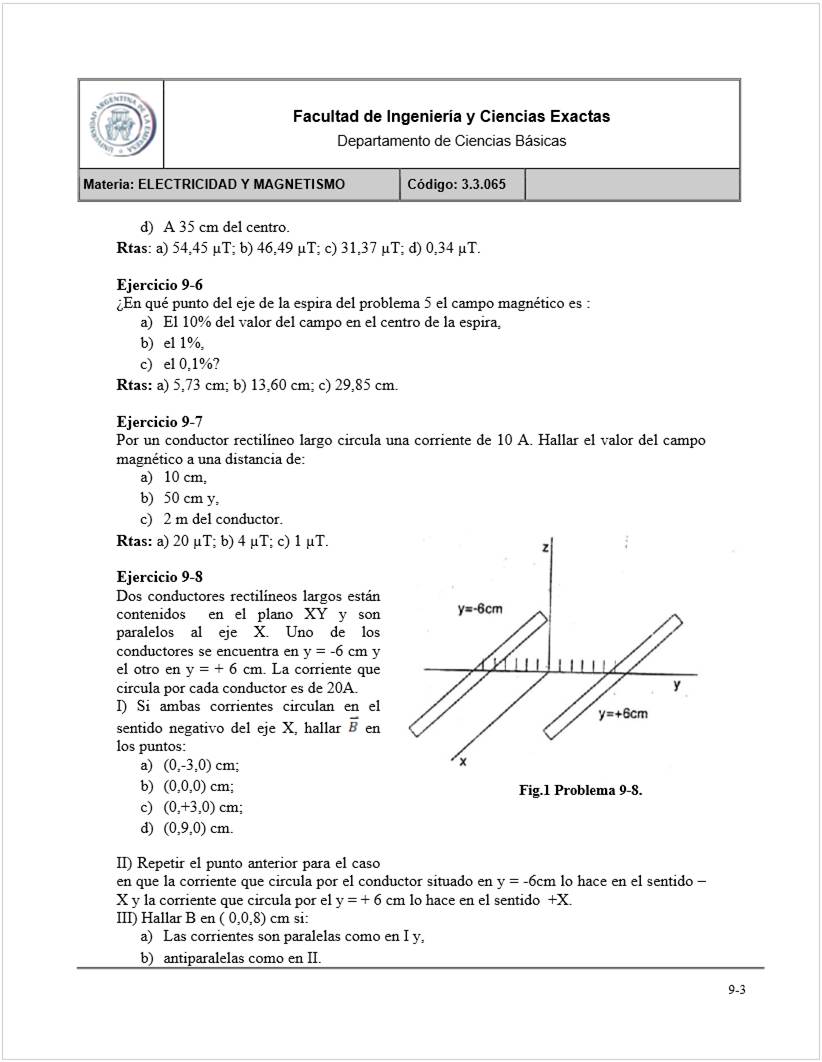 Facultad de Ingeniería y Ciencias Exactas
Departamento de Ciencias Básicas
Materia: ELECTRICIDAD Y MAGNETISMO Código: 3.3.065
d) A 35 cm del centro.
Rtas: a) 54,45 µT; b) 46,49 µT; c) 31,37 µT; d) 0,34 µT.
Ejercicio 9-6
¿En qué punto del eje de la espira del problema 5 el campo magnético es :
a) El 10% del valor del campo en el centro de la espira,
b) el 1%,
c) el 0,1%?
Rtas: a) 5,73 cm; b) 13,60 cm; c) 29,85 cm.
Ejercicio 9-7
Por un conductor rectilíneo largo circula una corriente de 10 A. Hallar el valor del campo
magnético a una distancia de:
a) 10 cm,
b) 50 cm y,
c) 2 m del conductor.
Rtas: a) 20 µT; b) 4 µT; c) 1 µT.
Ejercicio 9-8
Dos conductores rectilíneos largos están
contenidos en el plano XY y son
paralelos al eje X. Uno de los
conductores se encuentra en y = -6 cm y
el otro en y = + 6 cm. La corriente que
circula por cada conductor es de 20A.
I) Si ambas corrientes circulan en el
sentido negativo del eje X, hallar B⃗ en
los puntos:
a) (0,-3,0) cm;
b) (0,0,0) cm;
c) (0,+3,0) cm;
d) (0,9,0) cm.
z
y=-6cm
y
y=+6cm
x
Fig.1 Problema 9-8.
II) Repetir el punto anterior para el caso
en que la corriente que circula por el conductor situado en y = -6cm lo hace en el sentido –
X y la corriente que circula por el y = + 6 cm lo hace en el sentido +X.
III) Hallar B en ( 0,0,8) cm si:
a) Las corrientes son paralelas como en I y,
b) antiparalelas como en II.
9-3